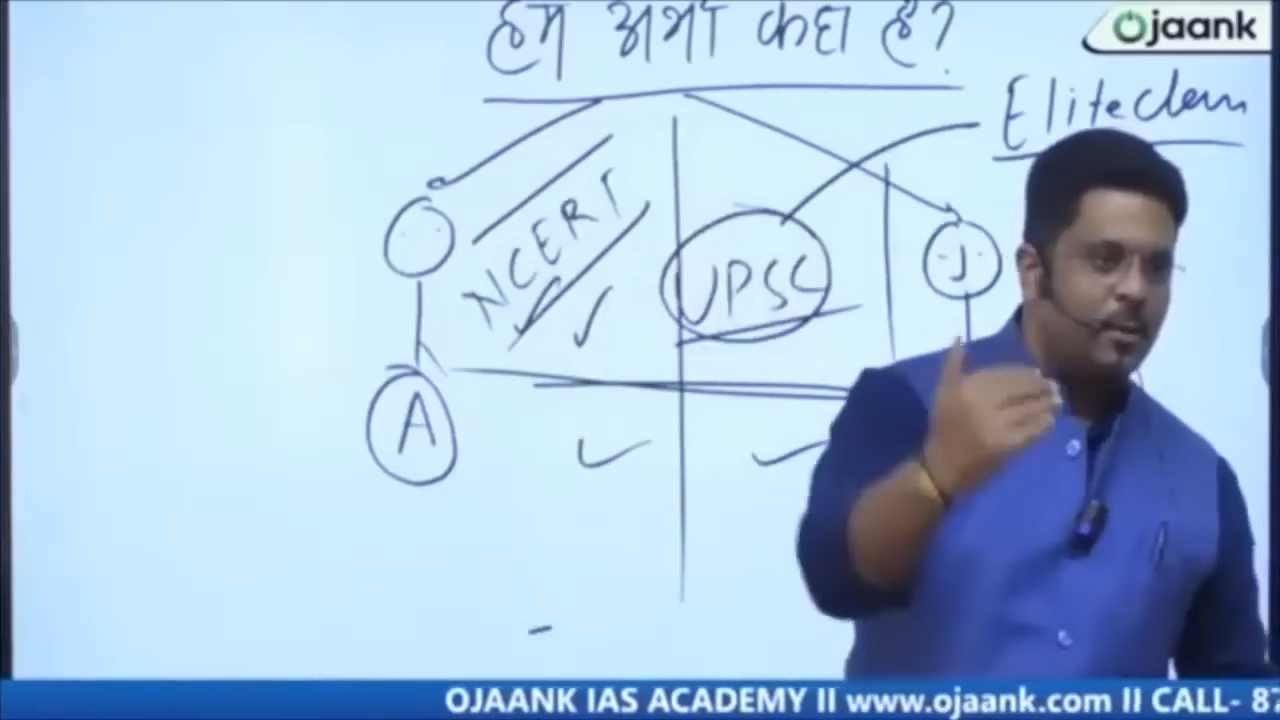 हम अभी कहाँ है?
Ojaank
Elite Class
NCERT
UPSC
J
A
OJAANK IAS ACADEMY II www.ojaank.com II CALL- 87